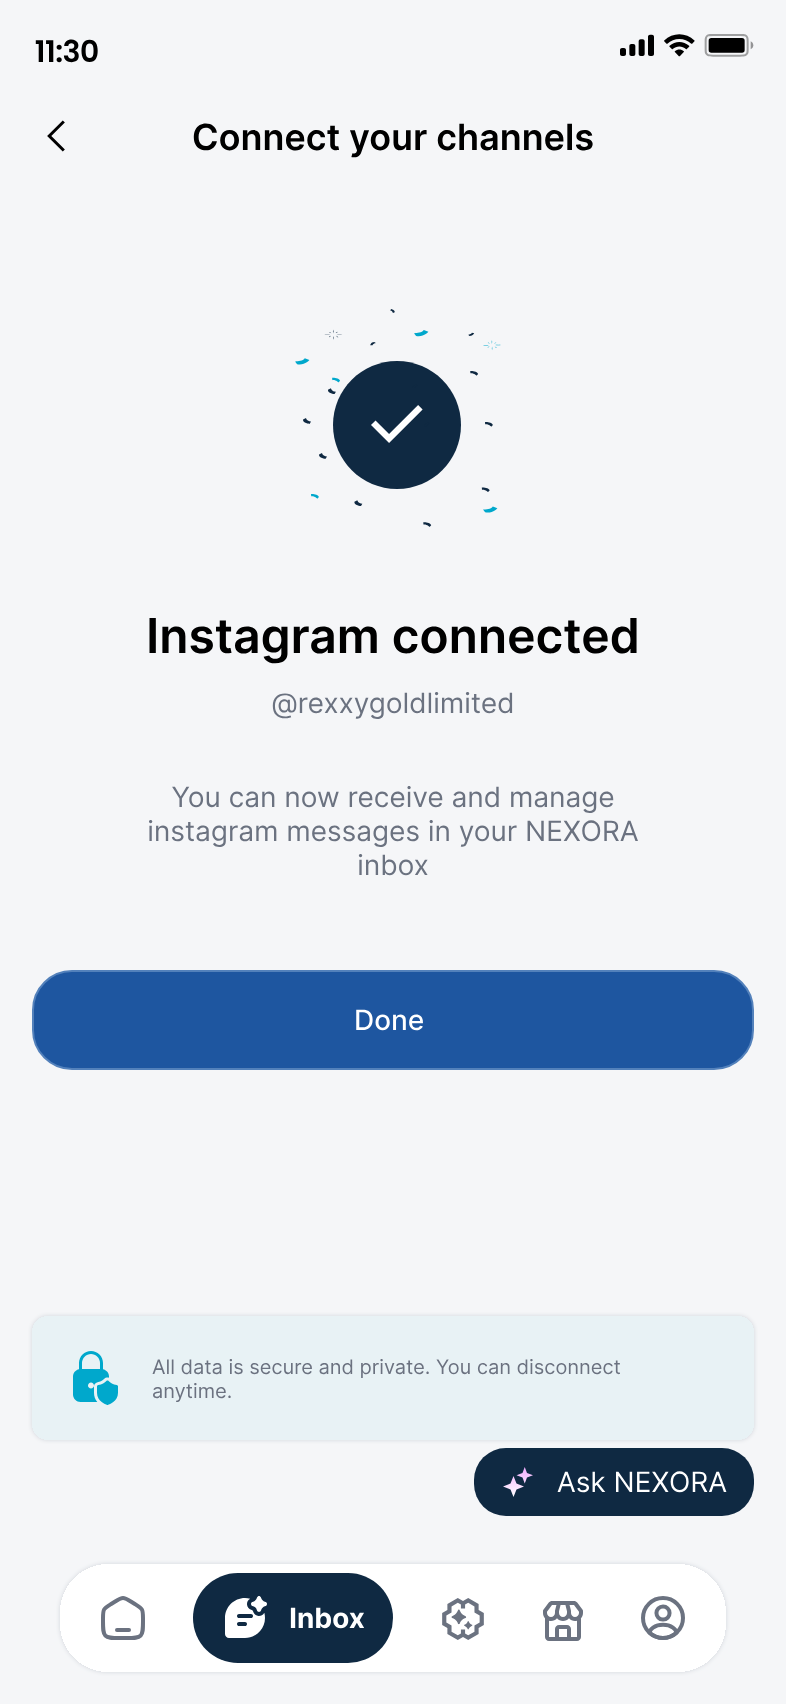 11:30
Connect your channels
Instagram connected
@rexxygoldlimited
You can now receive and manage
instagram messages in your NEXORA
inbox
Done
All data is secure and private. You can disconnect
anytime.
Ask NEXORA
Inbox